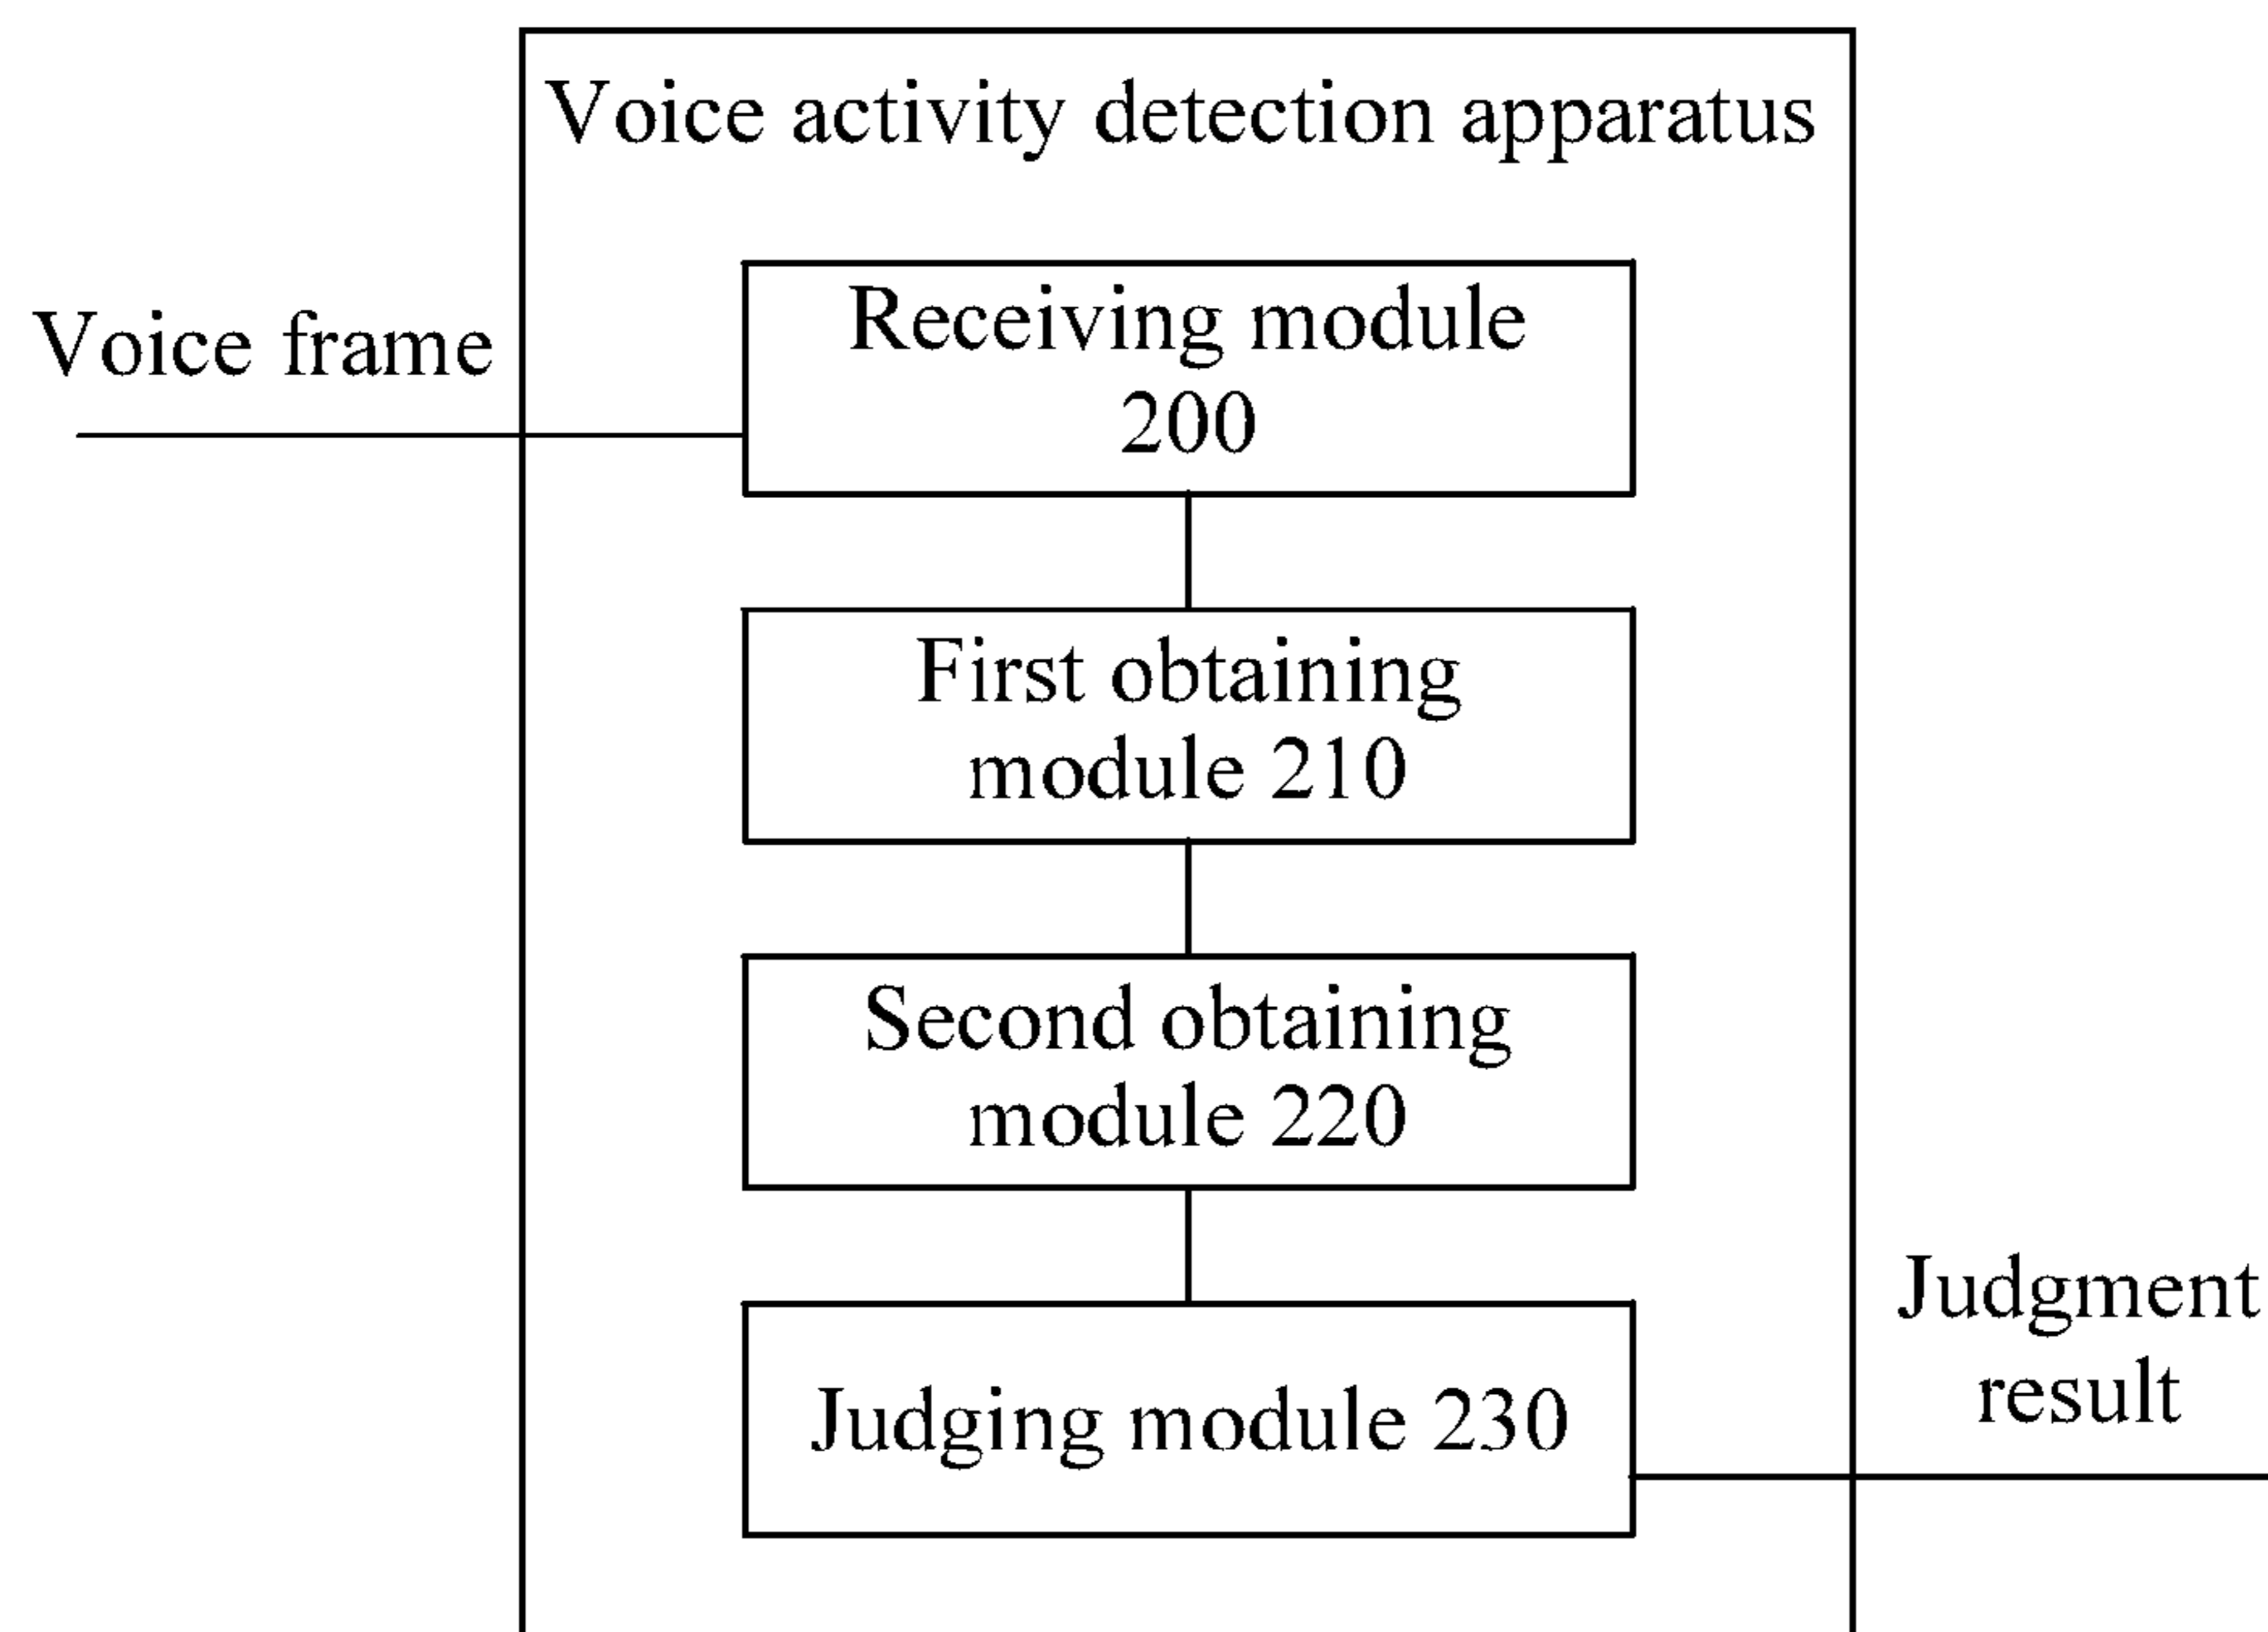 Voice activity detection apparatus
Voice frame
Receiving module
200
First obtaining
module 210
Second obtaining
module 220
Judging module 230
Judgment
result